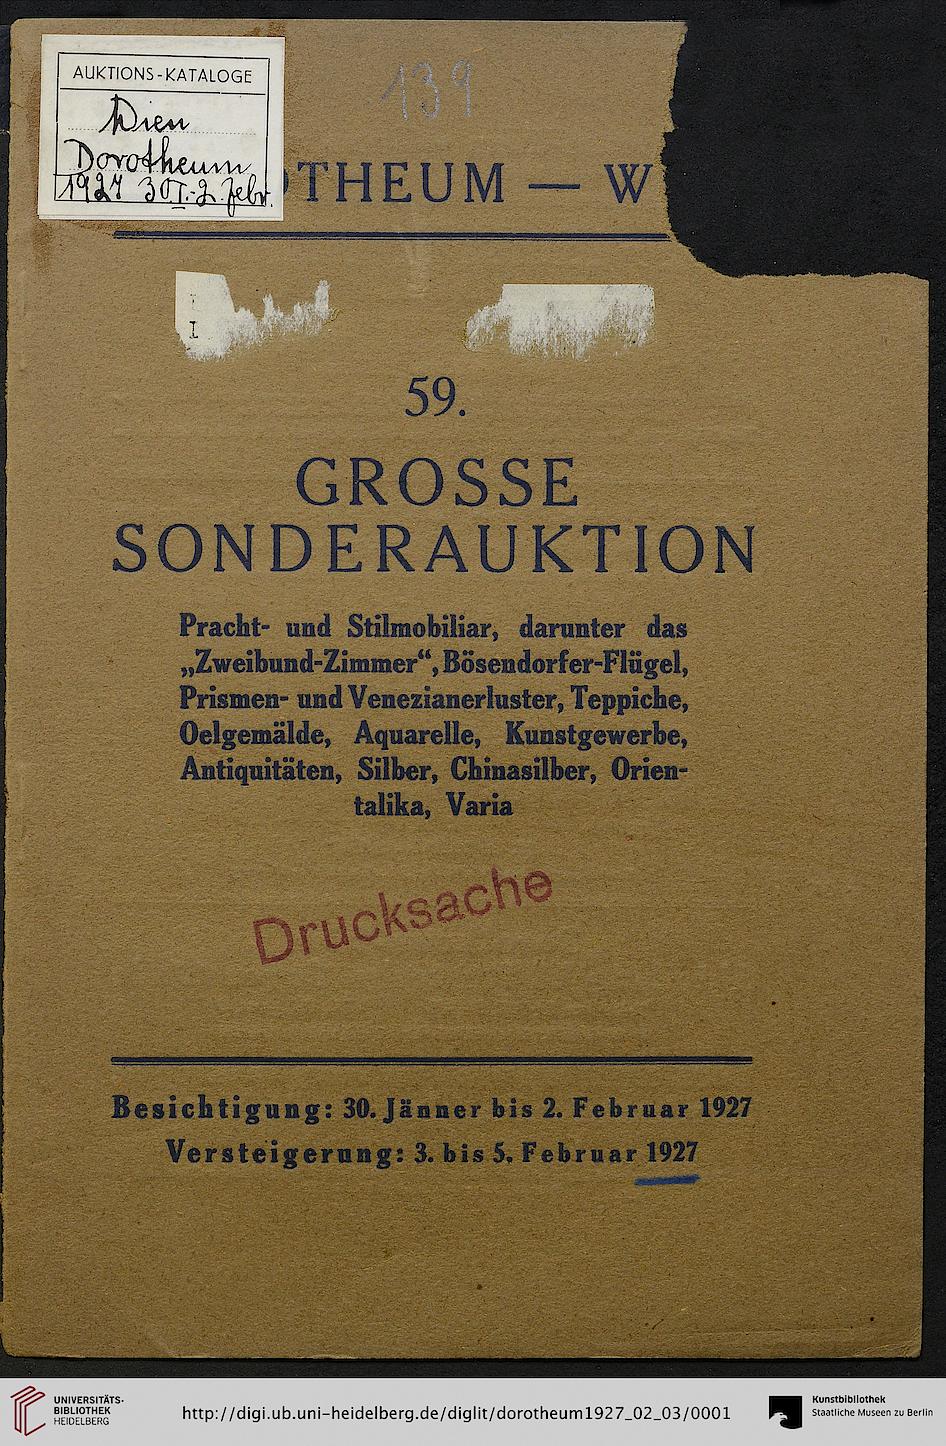 AUKTIONS-KATALOGE
Wien
Dorotheum
1927 30.I.-2. Febr.
139
OTHEUM — W
I
59.
GROSSE
SONDERAUKTION
Pracht- und Stilmobiliar, darunter das
„Zweibund-Zimmer“, Bösendorfer-Flügel,
Prismen- und Venezianerluster, Teppiche,
Oelgemälde, Aquarelle, Kunstgewerbe,
Antiquitäten, Silber, Chinasilber, Orien-
talika, Varia
Drucksache
Besichtigung: 30. Jänner bis 2. Februar 1927
Versteigerung: 3. bis 5. Februar 1927
UNIVERSITÄTS-
BIBLIOTHEK
HEIDELBERG
http://digi.ub.uni-heidelberg.de/diglit/dorotheum1927_02_03/0001
Kunstbibliothek
Staatliche Museen zu Berlin